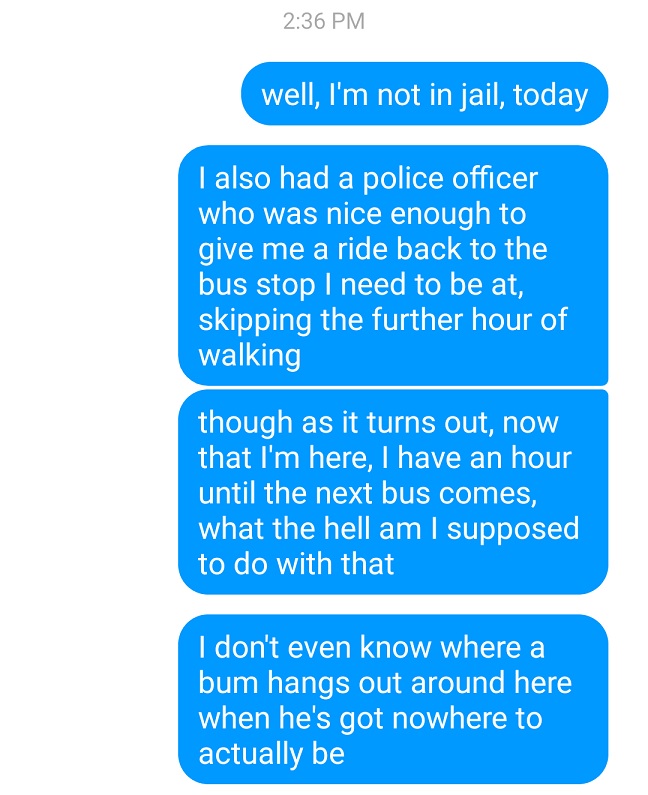 2:36 PM
well, I'm not in jail, today
I also had a police officer
who was nice enough to
give me a ride back to the
bus stop I need to be at,
skipping the further hour of
walking
though as it turns out, now
that I'm here, I have an hour
until the next bus comes,
what the hell am I supposed
to do with that
I don't even know where a
bum hangs out around here
when he's got nowhere to
actually be